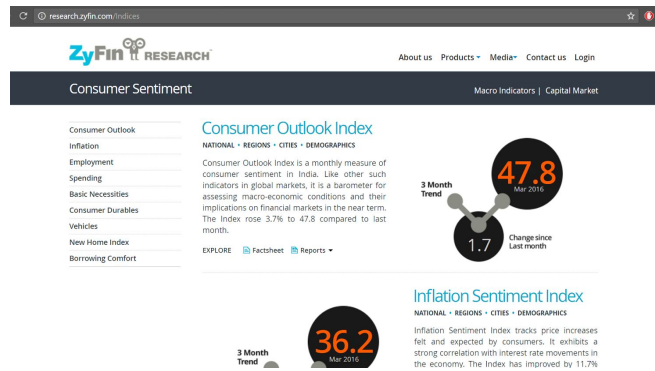 research.zyfin.com/Indices
ZyFin RESEARCH
About us Products Media Contact us Login
Consumer Sentiment
Macro Indicators | Capital Market
Consumer Outlook
Inflation
Employment
Spending
Basic Necessities
Consumer Durables
Vehicles
New Home Index
Borrowing Comfort
Consumer Outlook Index
NATIONAL • REGIONS • CITIES • DEMOGRAPHICS
Consumer Outlook Index is a monthly measure of
consumer sentiment in India. Like other such
indicators in global markets, it is a barometer for
assessing macro-economic conditions and their
implications on financial markets in the near term.
The Index rose 3.7% to 47.8 compared to last
month.
EXPLORE Factsheet Reports
47.8
Mar 2016
3 Month
Trend
1.7
Change since
Last month
Inflation Sentiment Index
NATIONAL • REGIONS • CITIES • DEMOGRAPHICS
Inflation Sentiment Index tracks price increases
felt and expected by consumers. It exhibits a
strong correlation with interest rate movements in
the economy. The Index has improved by 11.7%
36.2
Mar 2016
3 Month
Trend